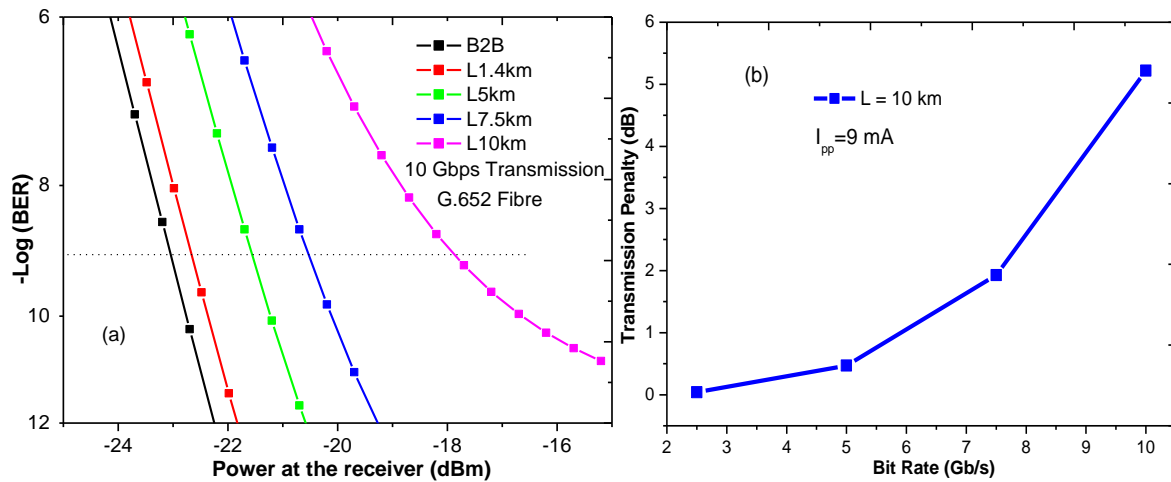 6
8
10
12
-Log (BER)
B2B
L1.4km
L5km
L7.5km
L10km
10 Gbps Transmission
G.652 Fibre
(a)
-24 -22 -20 -18 -16
Power at the receiver (dBm)
6
5
4
3
2
1
0
Transmission Penalty (dB)
(b)
L = 10 km
Ipp=9 mA
2 3 4 5 6 7 8 9 10
Bit Rate (Gb/s)